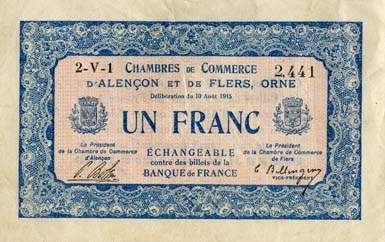 2-V-1 CHAMBRES DE COMMERCE 2,441
D'ALENÇON ET DE FLERS, ORNE
Délibération du 10 Août 1915
UN FRANC
ÉCHANGEABLE
contre des billets de la
BANQUE DE FRANCE
Le Président
de la Chambre de Commerce
d'Alençon
Le Président
de la Chambre de Commerce
de Flers
VICE-PRÉSIDENT